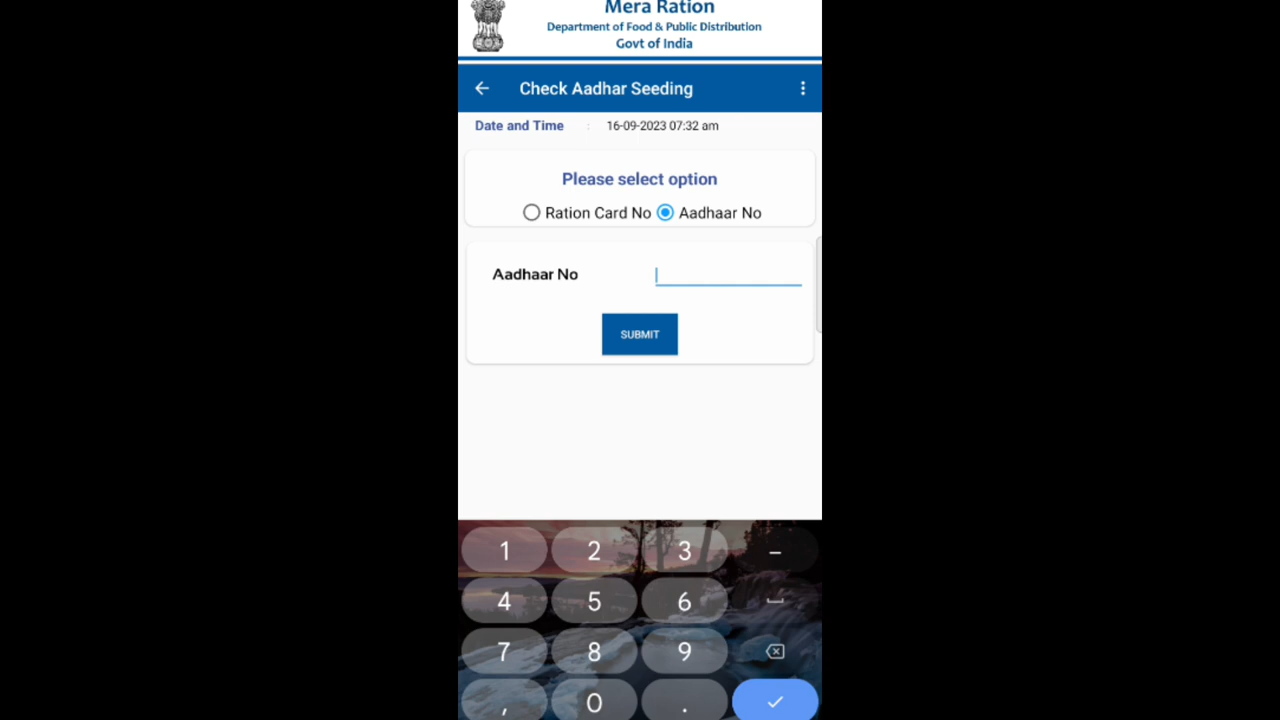 Mera Ration
Department of Food & Public Distribution
Govt of India
Check Aadhar Seeding
Date and Time : 16-09-2023 07:32 am
Please select option
Ration Card No Aadhaar No
Aadhaar No
SUBMIT
1 2 3 –
4 5 6
7 8 9
, 0 .